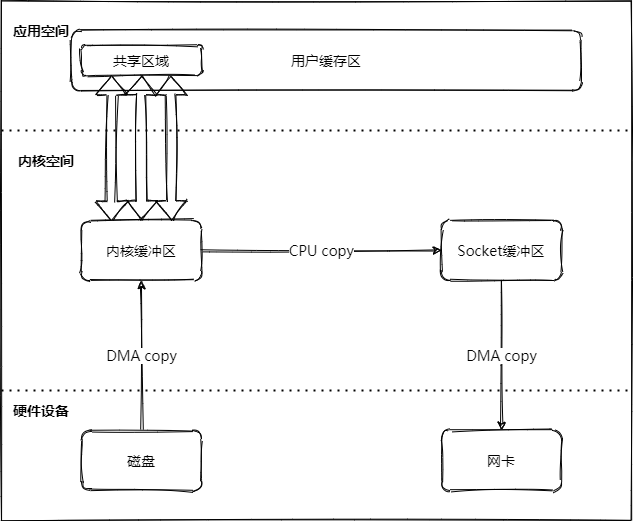 应用空间
共享区域
用户缓存区
内核空间
内核缓冲区
CPU copy
Socket缓冲区
DMA copy
DMA copy
硬件设备
磁盘
网卡